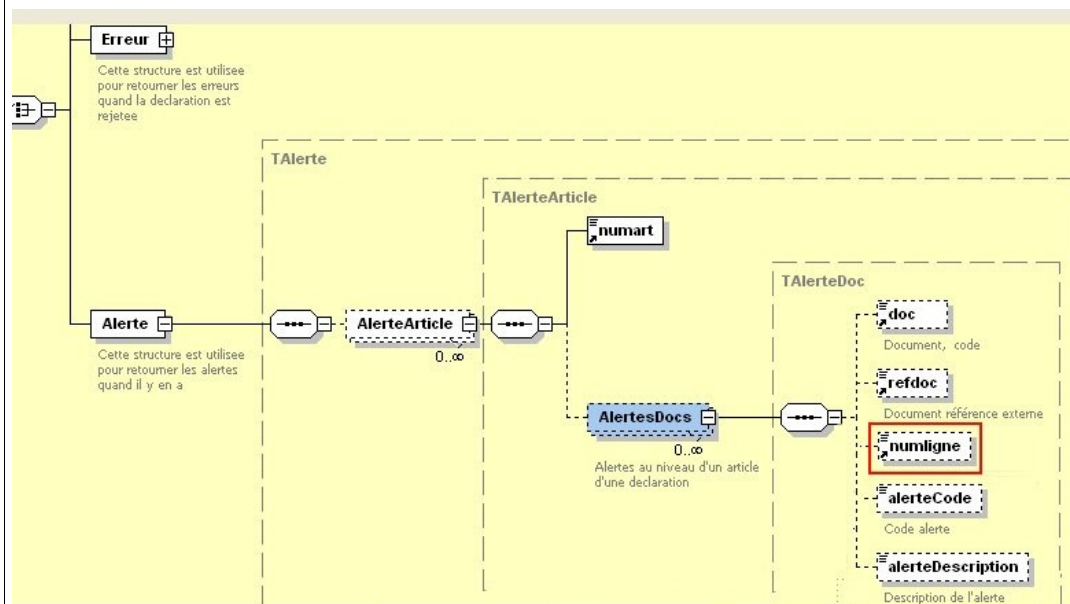 Erreur
Cette structure est utilisee
pour retourner les erreurs
quand la declaration est
rejetee
TAlerte
TAlerteArticle
numart
TAlerteDoc
doc
Document, code
Alerte
Cette structure est utilisee
pour retourner les alertes
quand il y en a
AlerteArticle
0..∞
refdoc
Document référence externe
AlertesDocs
0..∞
Alertes au niveau d'un article
d'une declaration
numligne
alerteCode
Code alerte
alerteDescription
Description de l'alerte